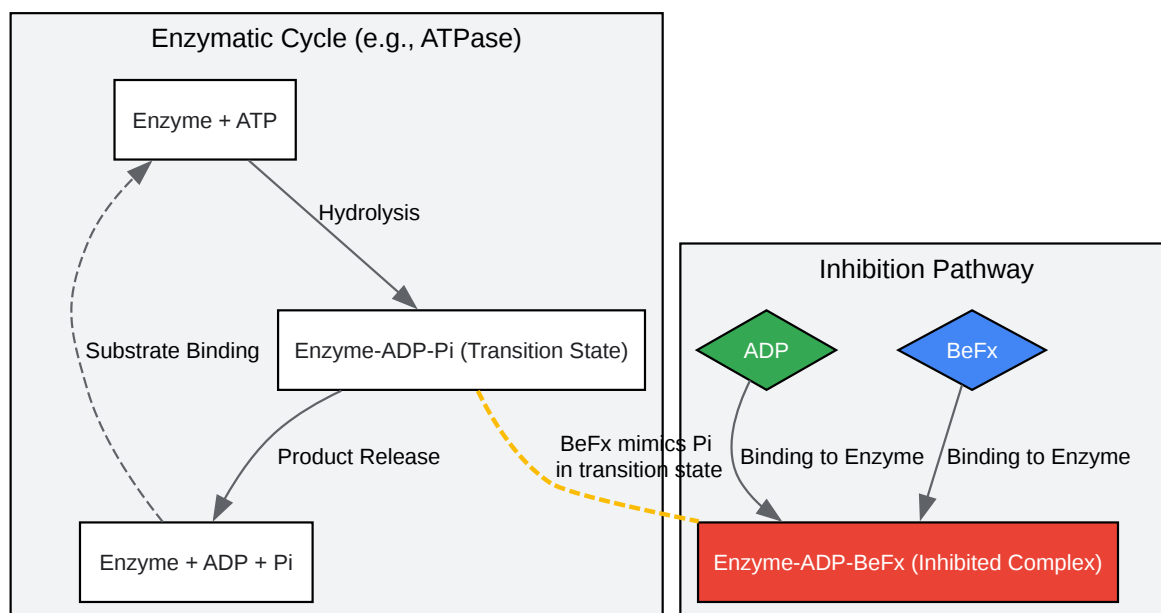 Enzymatic Cycle (e.g., ATPase)
Enzyme + ATP
Hydrolysis
Inhibition Pathway
Enzyme-ADP-Pi (Transition State)
ADP
BeFx
Substrate Binding
Product Release
BeFx mimics Pi
in transition state
Binding to Enzyme
Binding to Enzyme
Enzyme + ADP + Pi
Enzyme-ADP-BeFx (Inhibited Complex)